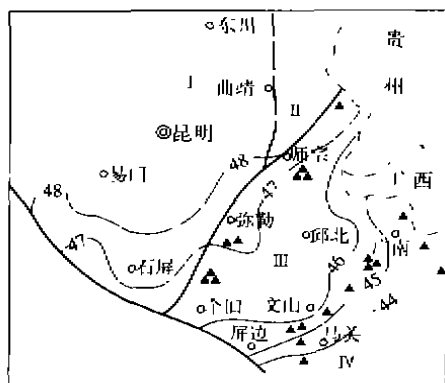 东川
贵
Ⅰ
曲靖
州
Ⅱ
昆明
师宗
48
广西
易门
48
47
弥勒
47
邱北
南
石屏
Ⅲ
46
45
个旧
文山
44
屏边
马关
Ⅳ